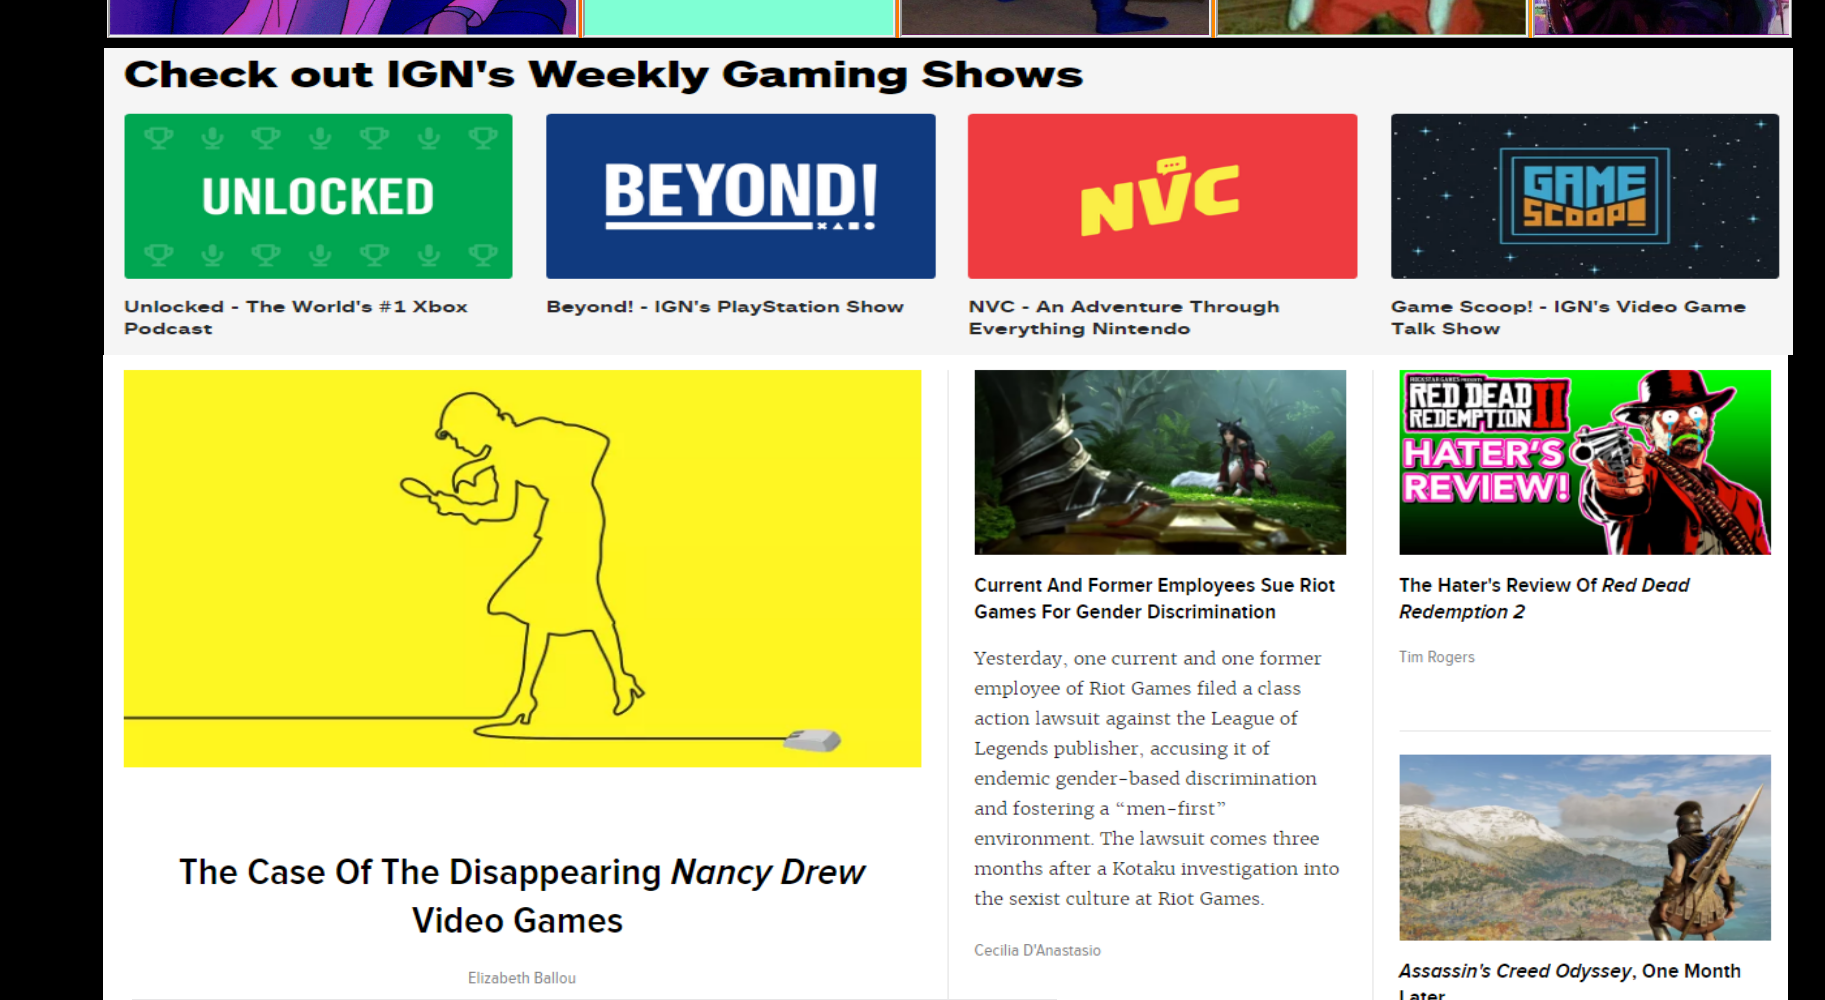 Check out IGN's Weekly Gaming Shows
UNLOCKED
BEYOND!
NVC
GAME
SCOOP!
Unlocked - The World's #1 Xbox
Podcast
Beyond! - IGN's PlayStation Show
NVC - An Adventure Through
Everything Nintendo
Game Scoop! - IGN's Video Game
Talk Show
The Case Of The Disappearing Nancy Drew
Video Games
Elizabeth Ballou
Current And Former Employees Sue Riot
Games For Gender Discrimination
Yesterday, one current and one former
employee of Riot Games filed a class
action lawsuit against the League of
Legends publisher, accusing it of
endemic gender-based discrimination
and fostering a “men-first”
environment. The lawsuit comes three
months after a Kotaku investigation into
the sexist culture at Riot Games.
Cecilia D'Anastasio
ROCKSTAR GAMES PRESENTS
RED DEAD
REDEMPTION II
HATER'S
REVIEW!
The Hater's Review Of Red Dead
Redemption 2
Tim Rogers
Assassin's Creed Odyssey, One Month
Later